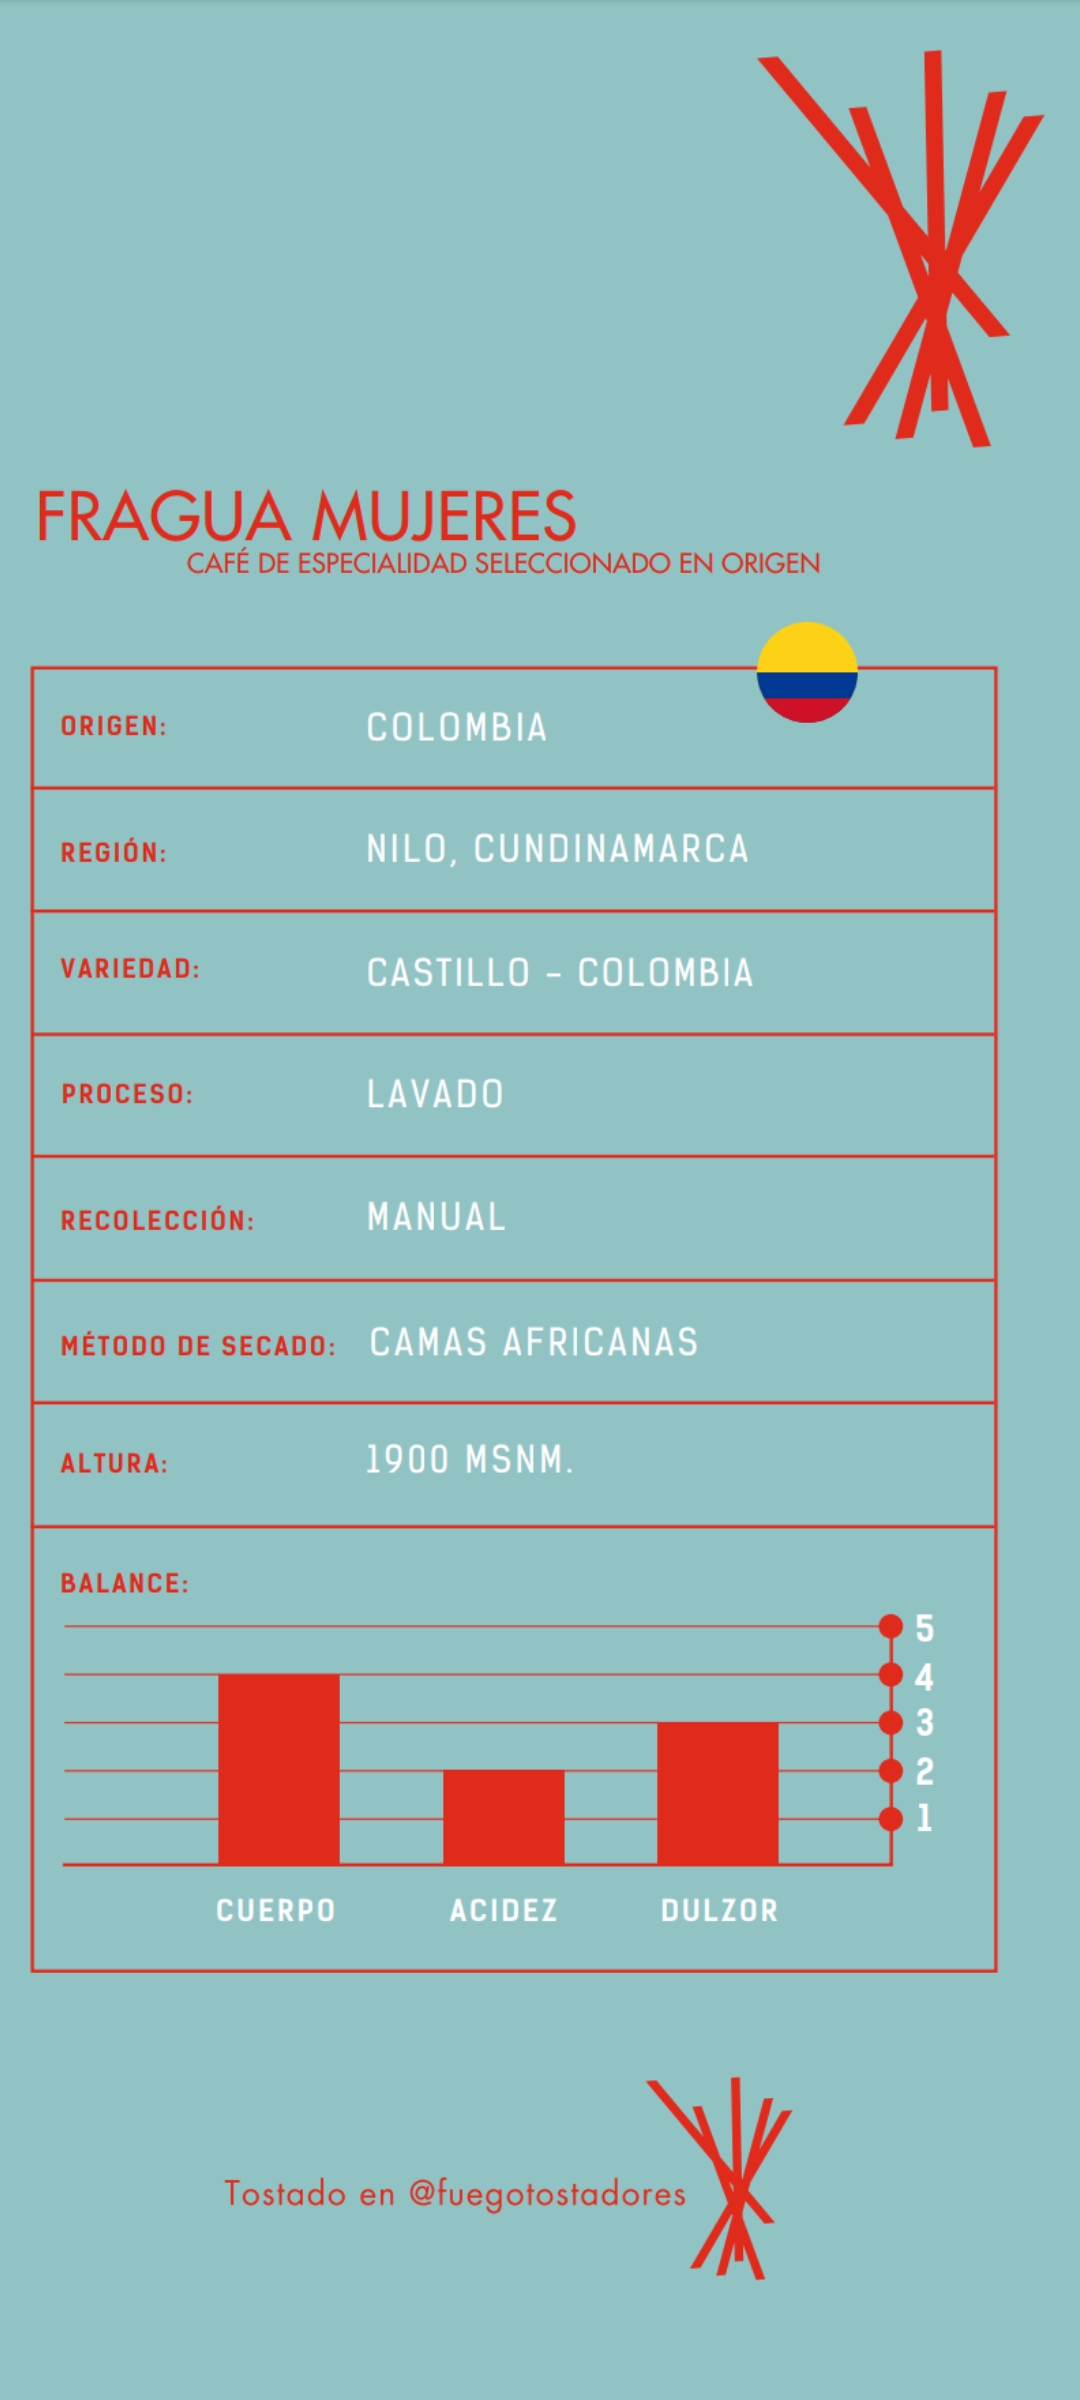 FRAGUA MUJERES
CAFÉ DE ESPECIALIDAD SELECCIONADO EN ORIGEN
ORIGEN: COLOMBIA
REGIÓN: NILO, CUNDINAMARCA
VARIEDAD: CASTILLO - COLOMBIA
PROCESO: LAVADO
RECOLECCIÓN: MANUAL
MÉTODO DE SECADO: CAMAS AFRICANAS
ALTURA: 1900 MSNM.
BALANCE:
5
4
3
2
1
CUERPO ACIDEZ DULZOR
Tostado en @fuegotostadores